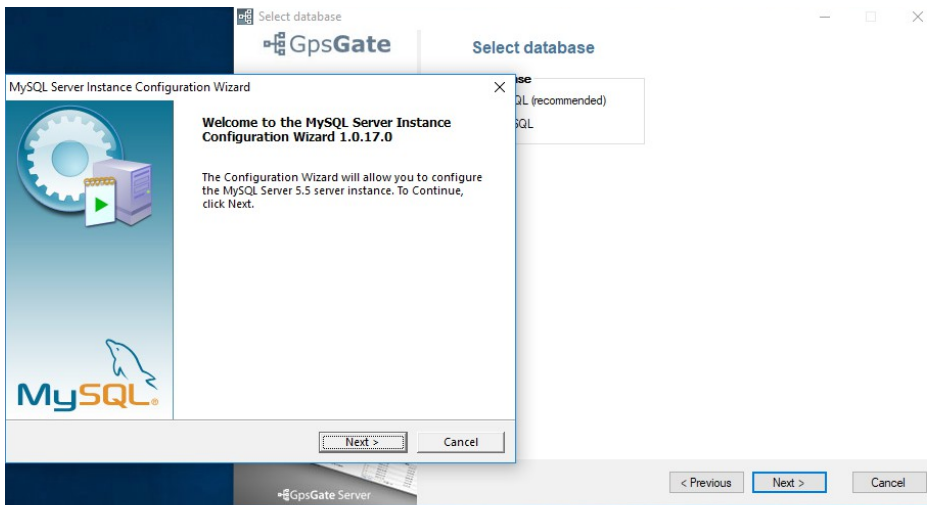 Select database
GpsGate
Select database
MySQL Server Instance Configuration Wizard
Welcome to the MySQL Server Instance
Configuration Wizard 1.0.17.0
The Configuration Wizard will allow you to configure
the MySQL Server 5.5 server instance. To Continue,
click Next.
MySQL®
Next >
Cancel
(recommended)
GpsGate Server
< Previous
Next >
Cancel